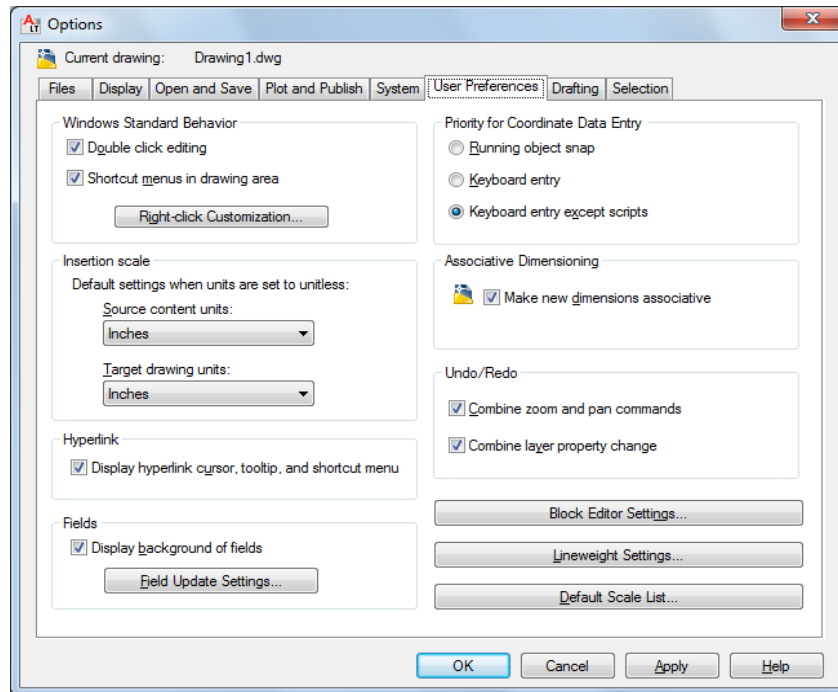 A LT Options
Current drawing: Drawing1.dwg
Files Display Open and Save Plot and Publish System User Preferences Drafting Selection
Windows Standard Behavior
Double click editing
Shortcut menus in drawing area
Right-click Customization...
Insertion scale
Default settings when units are set to unitless:
Source content units:
Inches
Target drawing units:
Inches
Hyperlink
Display hyperlink cursor, tooltip, and shortcut menu
Fields
Display background of fields
Field Update Settings...
Priority for Coordinate Data Entry
Running object snap
Keyboard entry
Keyboard entry except scripts
Associative Dimensioning
Make new dimensions associative
Undo/Redo
Combine zoom and pan commands
Combine layer property change
Block Editor Settings...
Lineweight Settings...
Default Scale List...
OK Cancel Apply Help